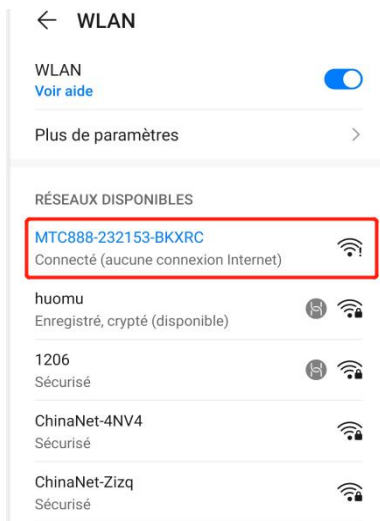 WLAN
WLAN
Voir aide
Plus de paramètres
RÉSEAUX DISPONIBLES
MTC888-232153-BKXRC
Connecté (aucune connexion Internet)
huomu
Enregistré, crypté (disponible)
1206
Sécurisé
ChinaNet-4NV4
Sécurisé
ChinaNet-Zizq
Sécurisé